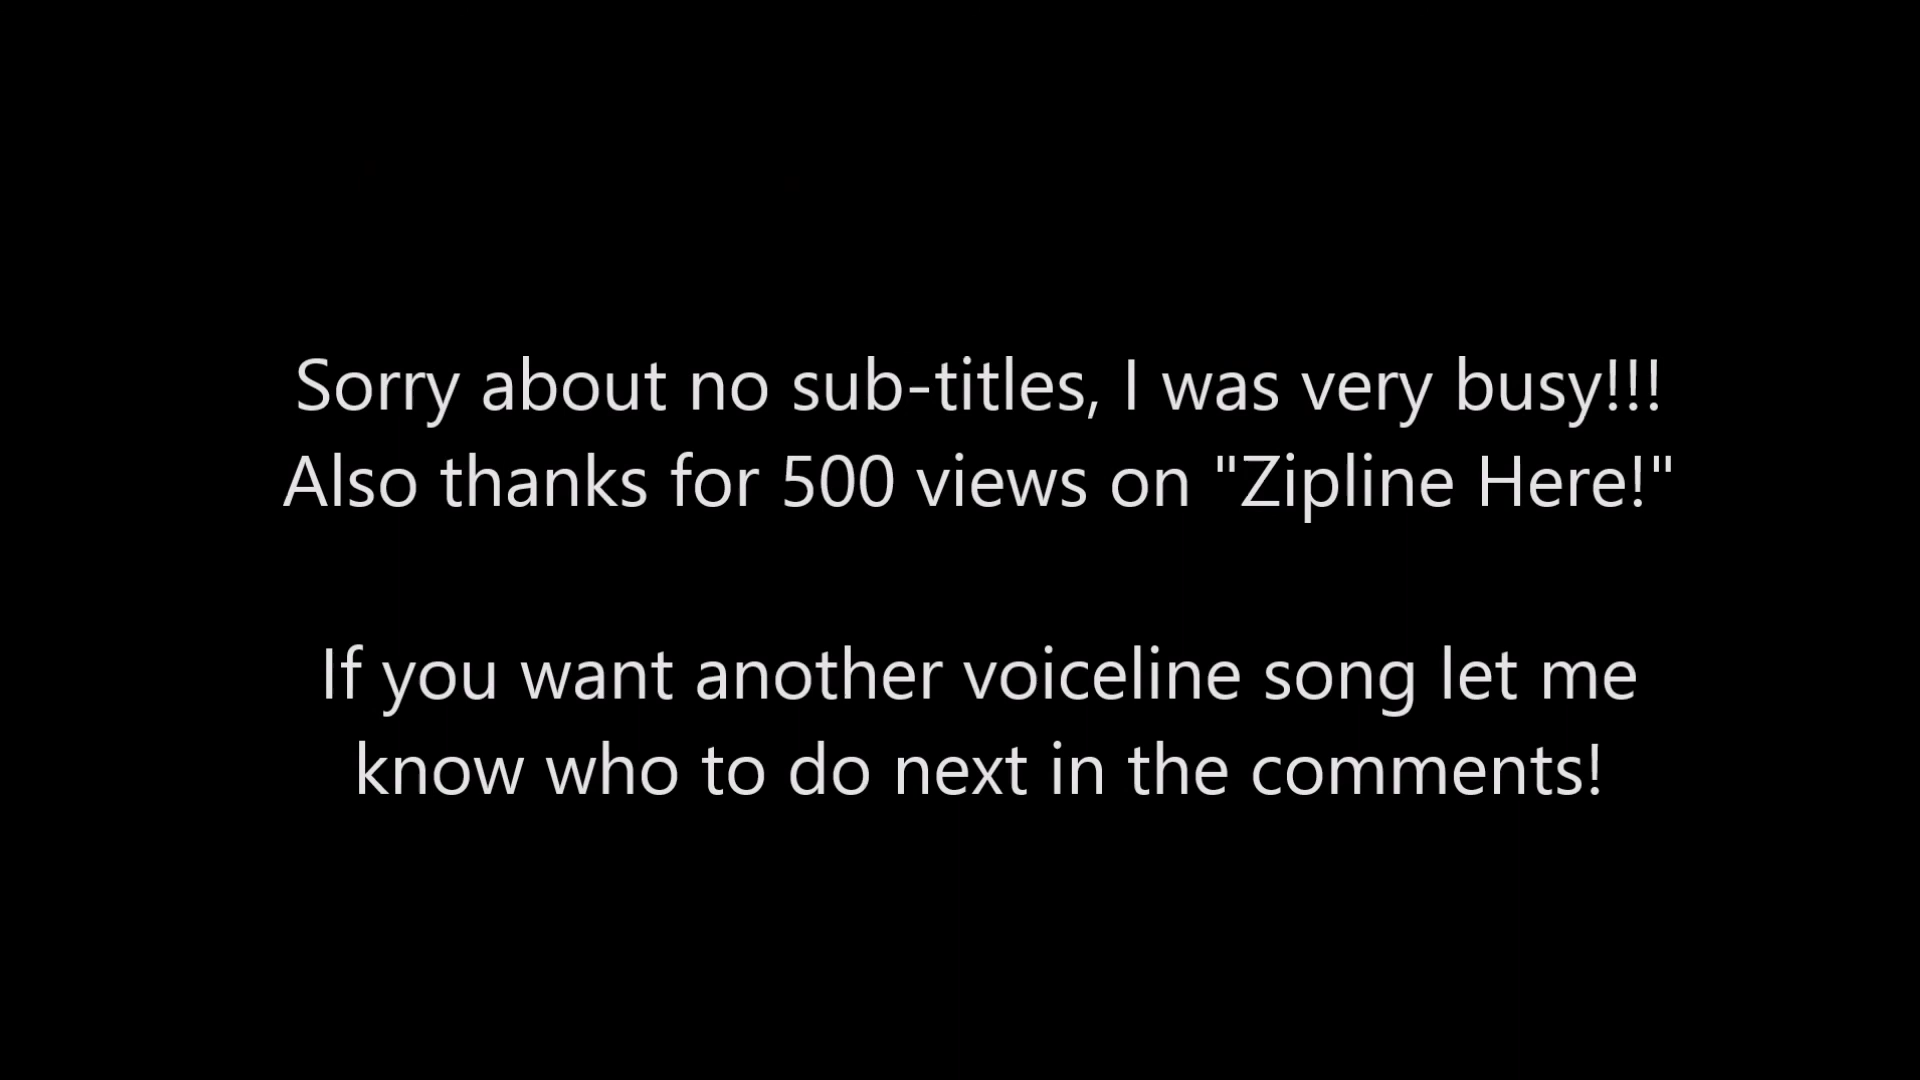 Sorry about no sub-titles, I was very busy!!!
Also thanks for 500 views on "Zipline Here!"
If you want another voiceline song let me
know who to do next in the comments!